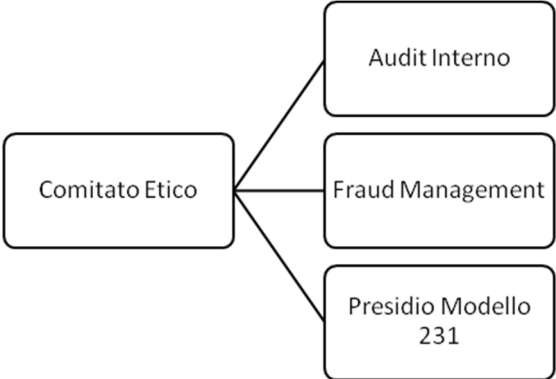 Audit Interno
Comitato Etico
Fraud Management
Presidio Modello
231